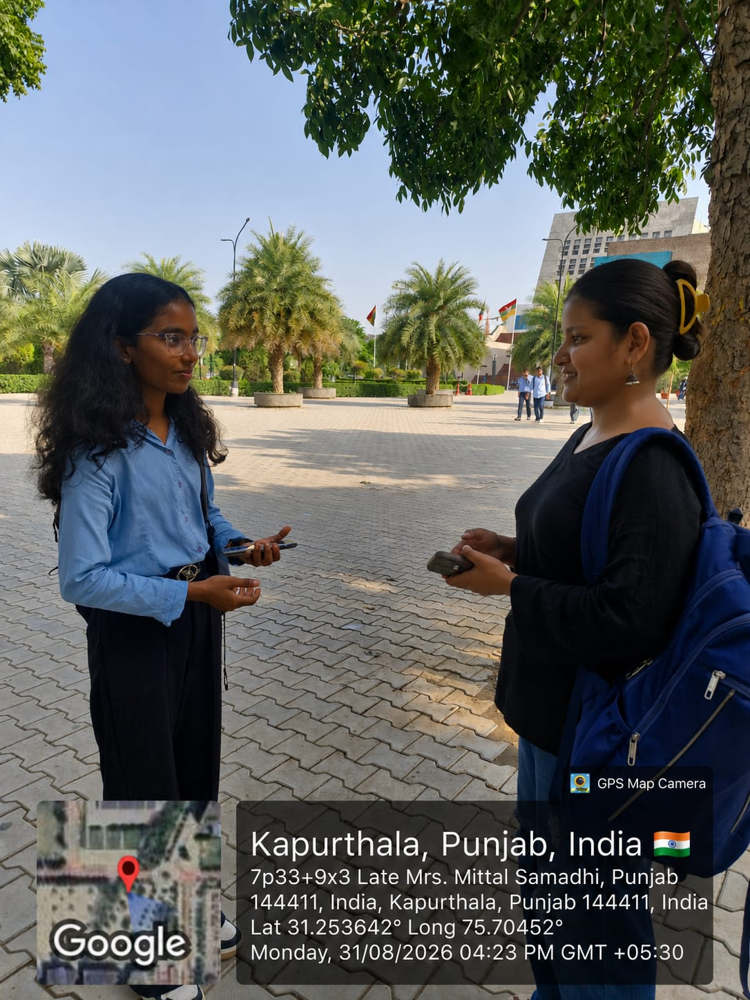 GPS Map Camera
Kapurthala, Punjab, India
7p33+9x3 Late Mrs. Mittal Samadhi, Punjab
144411, India, Kapurthala, Punjab 144411, India
Lat 31.253642° Long 75.70452°
Monday, 31/08/2026 04:23 PM GMT +05:30
Google